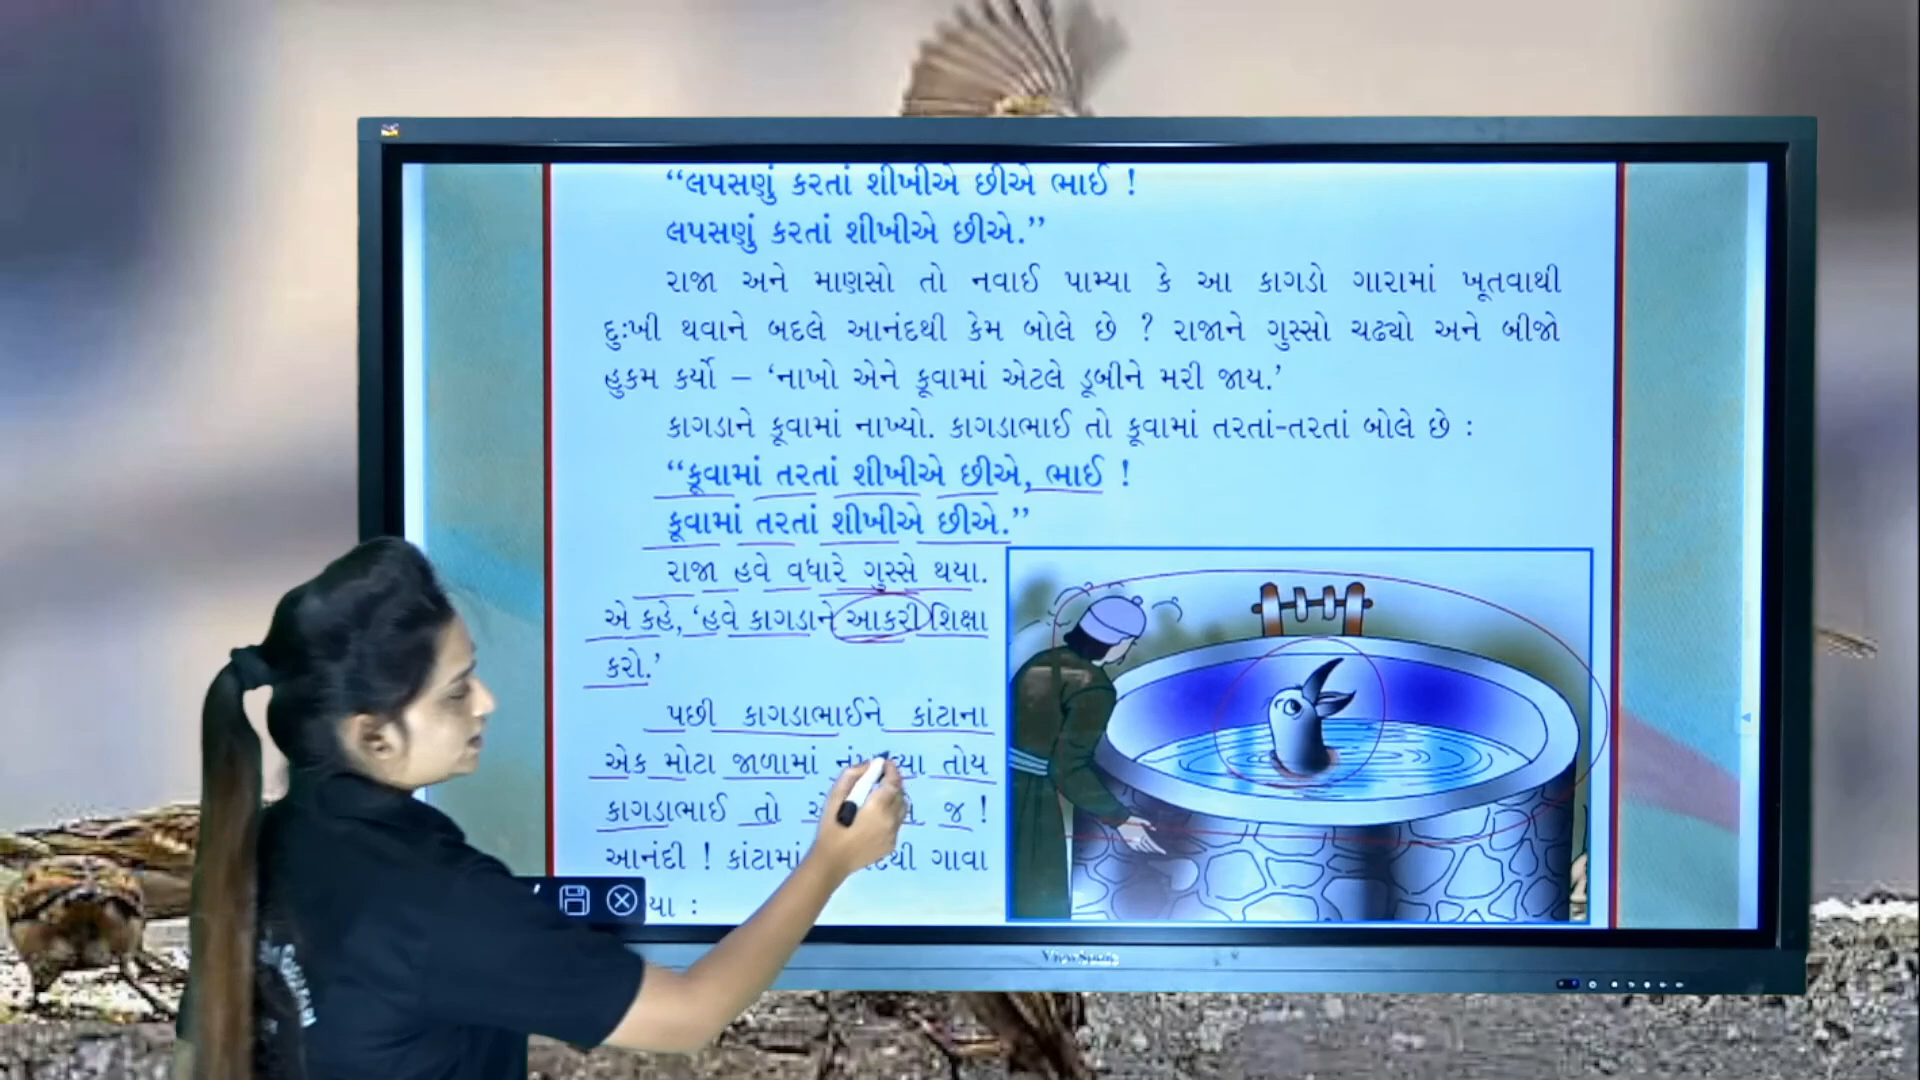 “લપસણું કરતાં શીખીએ છીએ ભાઈ !
લપસણું કરતાં શીખીએ છીએ.”
રાજા અને માણસો તો નવાઈ પામ્યા કે આ કાગડો ગારામાં ખૂતવાથી
દુઃખી થવાને બદલે આનંદથી કેમ બોલે છે ? રાજાને ગુસ્સો ચઢ્યો અને બીજો
હુકમ કર્યો – ‘નાખો એને કૂવામાં એટલે ડૂબીને મરી જાય.’
કાગડાને કૂવામાં નાખ્યો. કાગડાભાઈ તો કૂવામાં તરતાં-તરતાં બોલે છે :
“કૂવામાં તરતાં શીખીએ છીએ, ભાઈ !
કૂવામાં તરતાં શીખીએ છીએ.”
રાજા હવે વધારે ગુસ્સે થયા.
એ કહે, ‘હવે કાગડાને આકરી શિક્ષા
કરો.’
પછી કાગડાભાઈને કાંટાના
એક મોટા જાળામાં તોય
કાગડાભાઈ તો જ !
આનંદી ! કાંટામાં ગાવા
ViewSonic